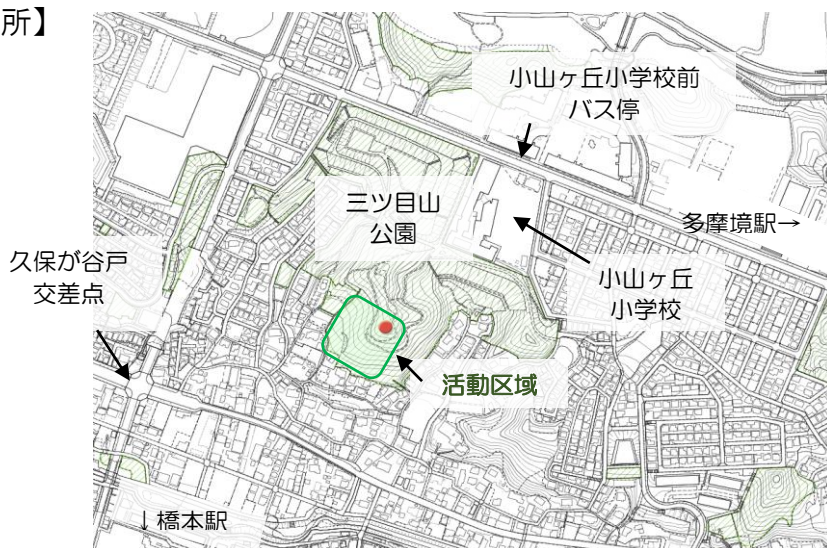 所】
小山ヶ丘小学校前
バス停
三ツ目山
公園
多摩境駅→
久保が谷戸
交差点
小山ヶ丘
小学校
活動区域
↓橋本駅